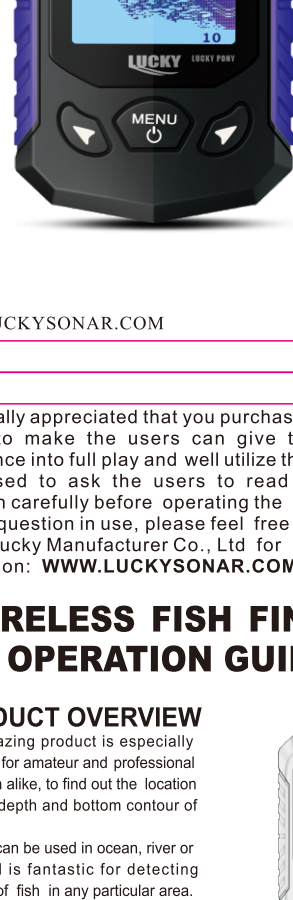 10
LUCKY LUCKY PONY
MENU
UCKYSONAR.COM
ally appreciated that you purchas
to make the users can give t
nce into full play and well utilize th
sed to ask the users to read
n carefully before operating the
question in use, please feel free
ucky Manufacturer Co., Ltd for
on: WWW.LUCKYSONAR.COM
RELESS FISH FIN
OPERATION GUI
DUCT OVERVIEW
azing product is especially
for amateur and professional
n alike, to find out the location
depth and bottom contour of
can be used in ocean, river or
d is fantastic for detecting
of fish in any particular area.